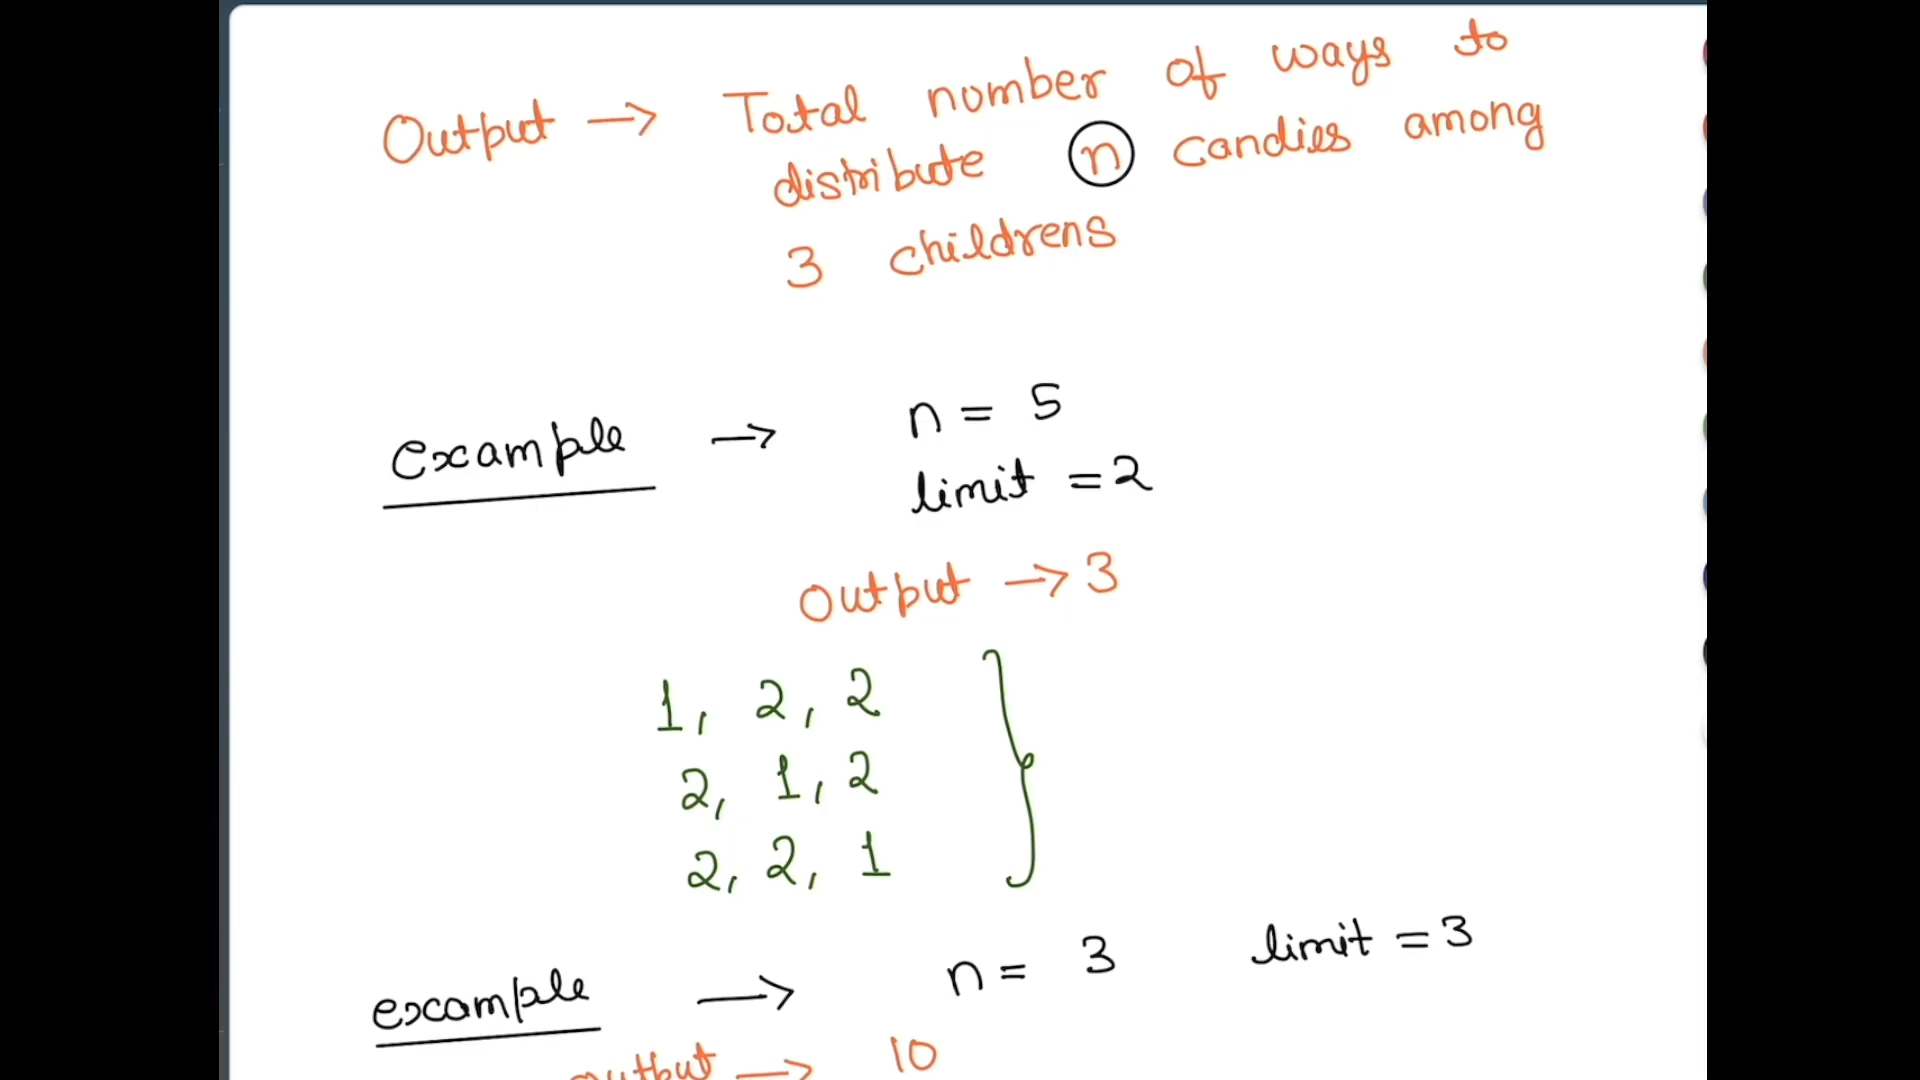 Output → Total number of ways to
distribute n candies among
3 childrens
example → n = 5
limit = 2
Output → 3
1, 2, 2
2, 1, 2
2, 2, 1
example → n = 3 limit = 3
output → 10